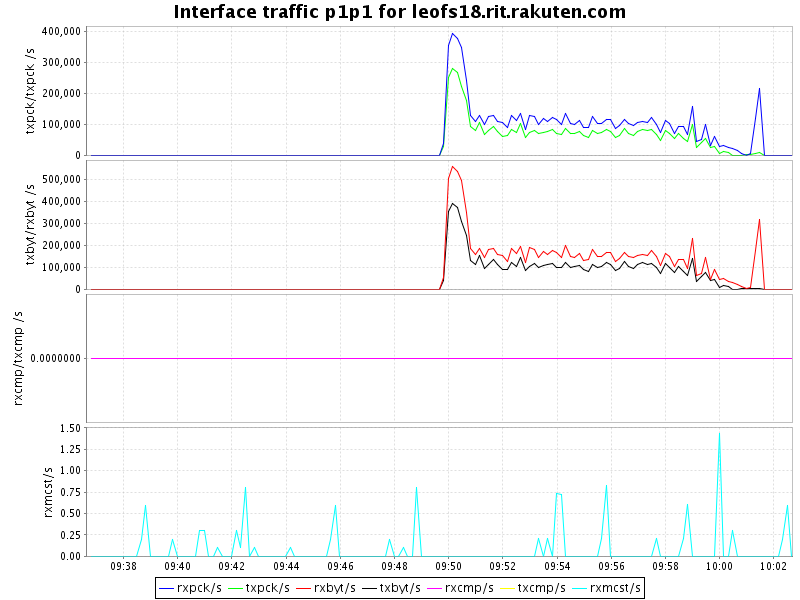 Interface traffic p1p1 for leofs18.rit.rakuten.com
txpck/txpck /s
400,000
300,000
200,000
100,000
0
txbyt/rxbyt /s
500,000
400,000
300,000
200,000
100,000
0
rxcmp/txcmp /s
0.0000000
rxmcst/s
1.50
1.25
1.00
0.75
0.50
0.25
0.00
09:38 09:40 09:42 09:44 09:46 09:48 09:50 09:52 09:54 09:56 09:58 10:00 10:02
rxpck/s txpck/s rxbyt/s txbyt/s rxcmp/s txcmp/s rxmcst/s